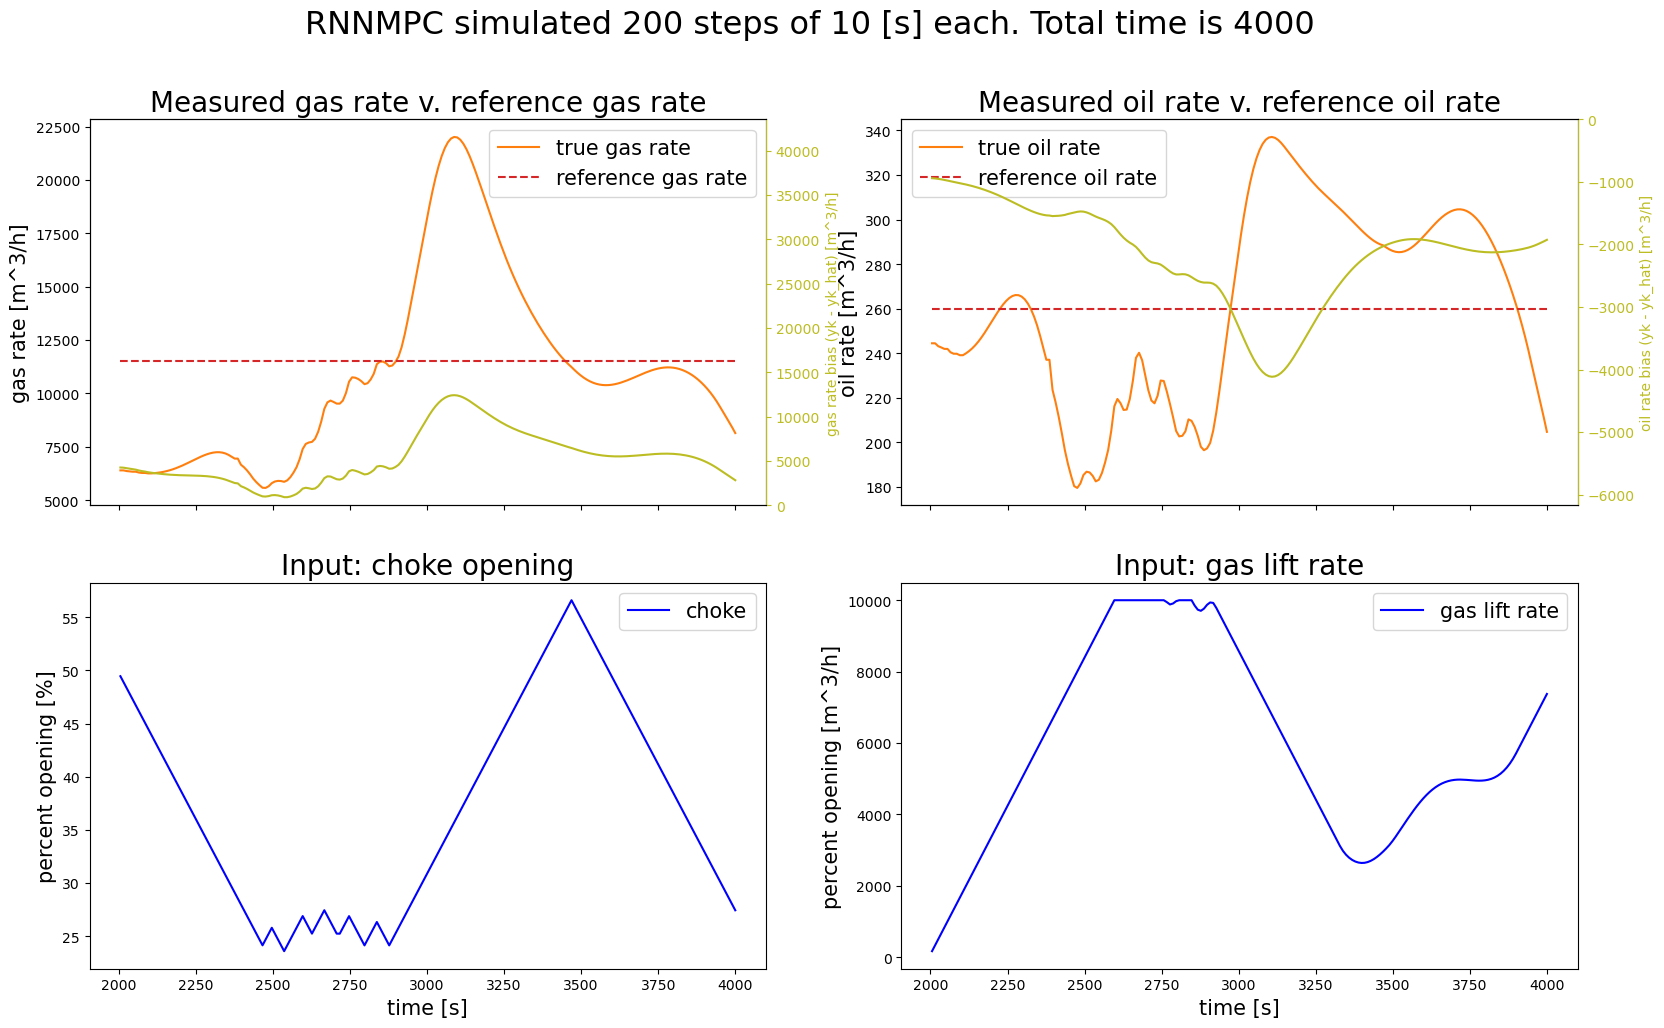 RNNMPC simulated 200 steps of 10 [s] each. Total time is 4000
Measured gas rate v. reference gas rate
gas rate [m^3/h]
22500
20000
17500
15000
12500
10000
7500
5000
true gas rate
reference gas rate
40000
35000
30000
25000
20000
15000
10000
5000
0
gas rate bias (yk - yk_hat) [m^3/h]
Measured oil rate v. reference oil rate
oil rate [m^3/h]
340
320
300
280
260
240
220
200
180
true oil rate
reference oil rate
0
−1000
−2000
−3000
−4000
−5000
−6000
oil rate bias (yk - yk_hat) [m^3/h]
Input: choke opening
percent opening [%]
55
50
45
40
35
30
25
choke
2000 2250 2500 2750 3000 3250 3500 3750 4000
time [s]
Input: gas lift rate
percent opening [m^3/h]
10000
8000
6000
4000
2000
0
gas lift rate
2000 2250 2500 2750 3000 3250 3500 3750 4000
time [s]